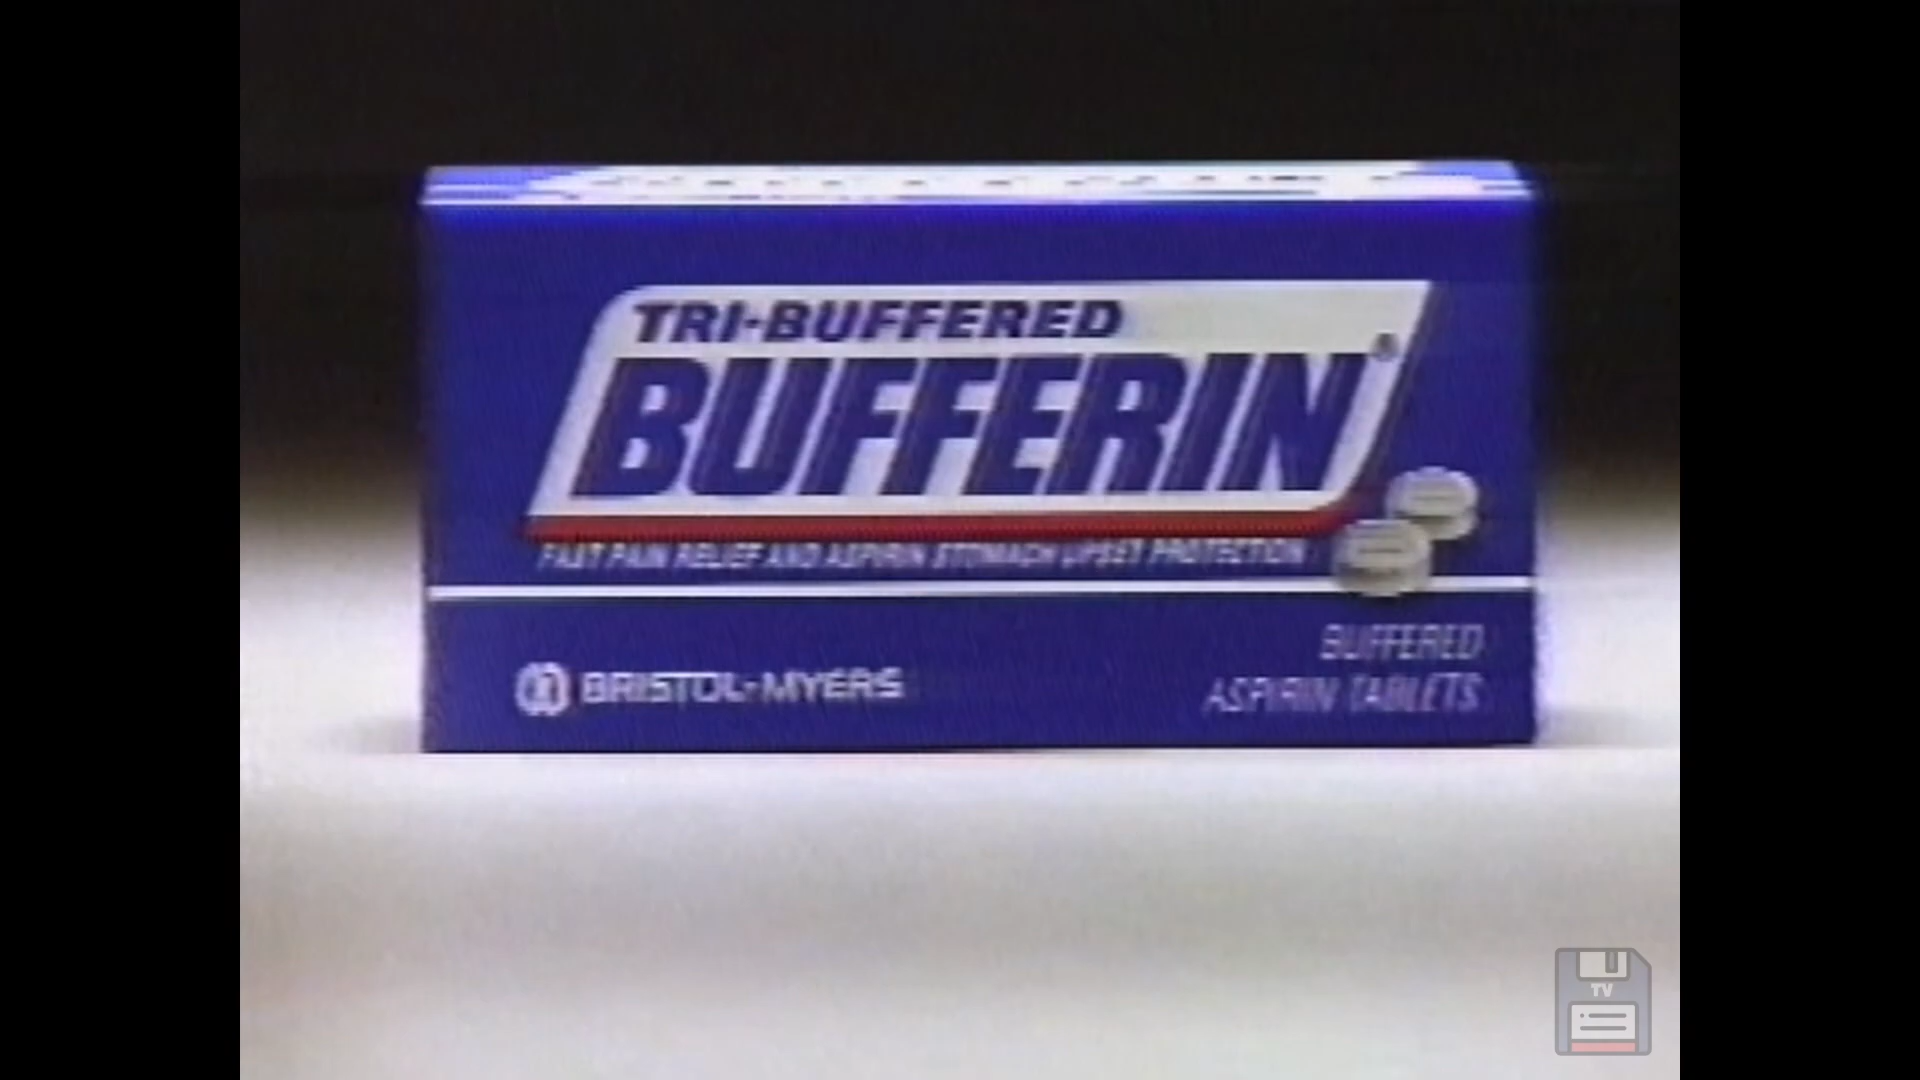 TRI-BUFFERED
BUFFERIN®
FAST PAIN RELIEF AND ASPIRIN STOMACH UPSET PROTECTION
BRISTOL-MYERS
BUFFERED
ASPIRIN TABLETS
TV